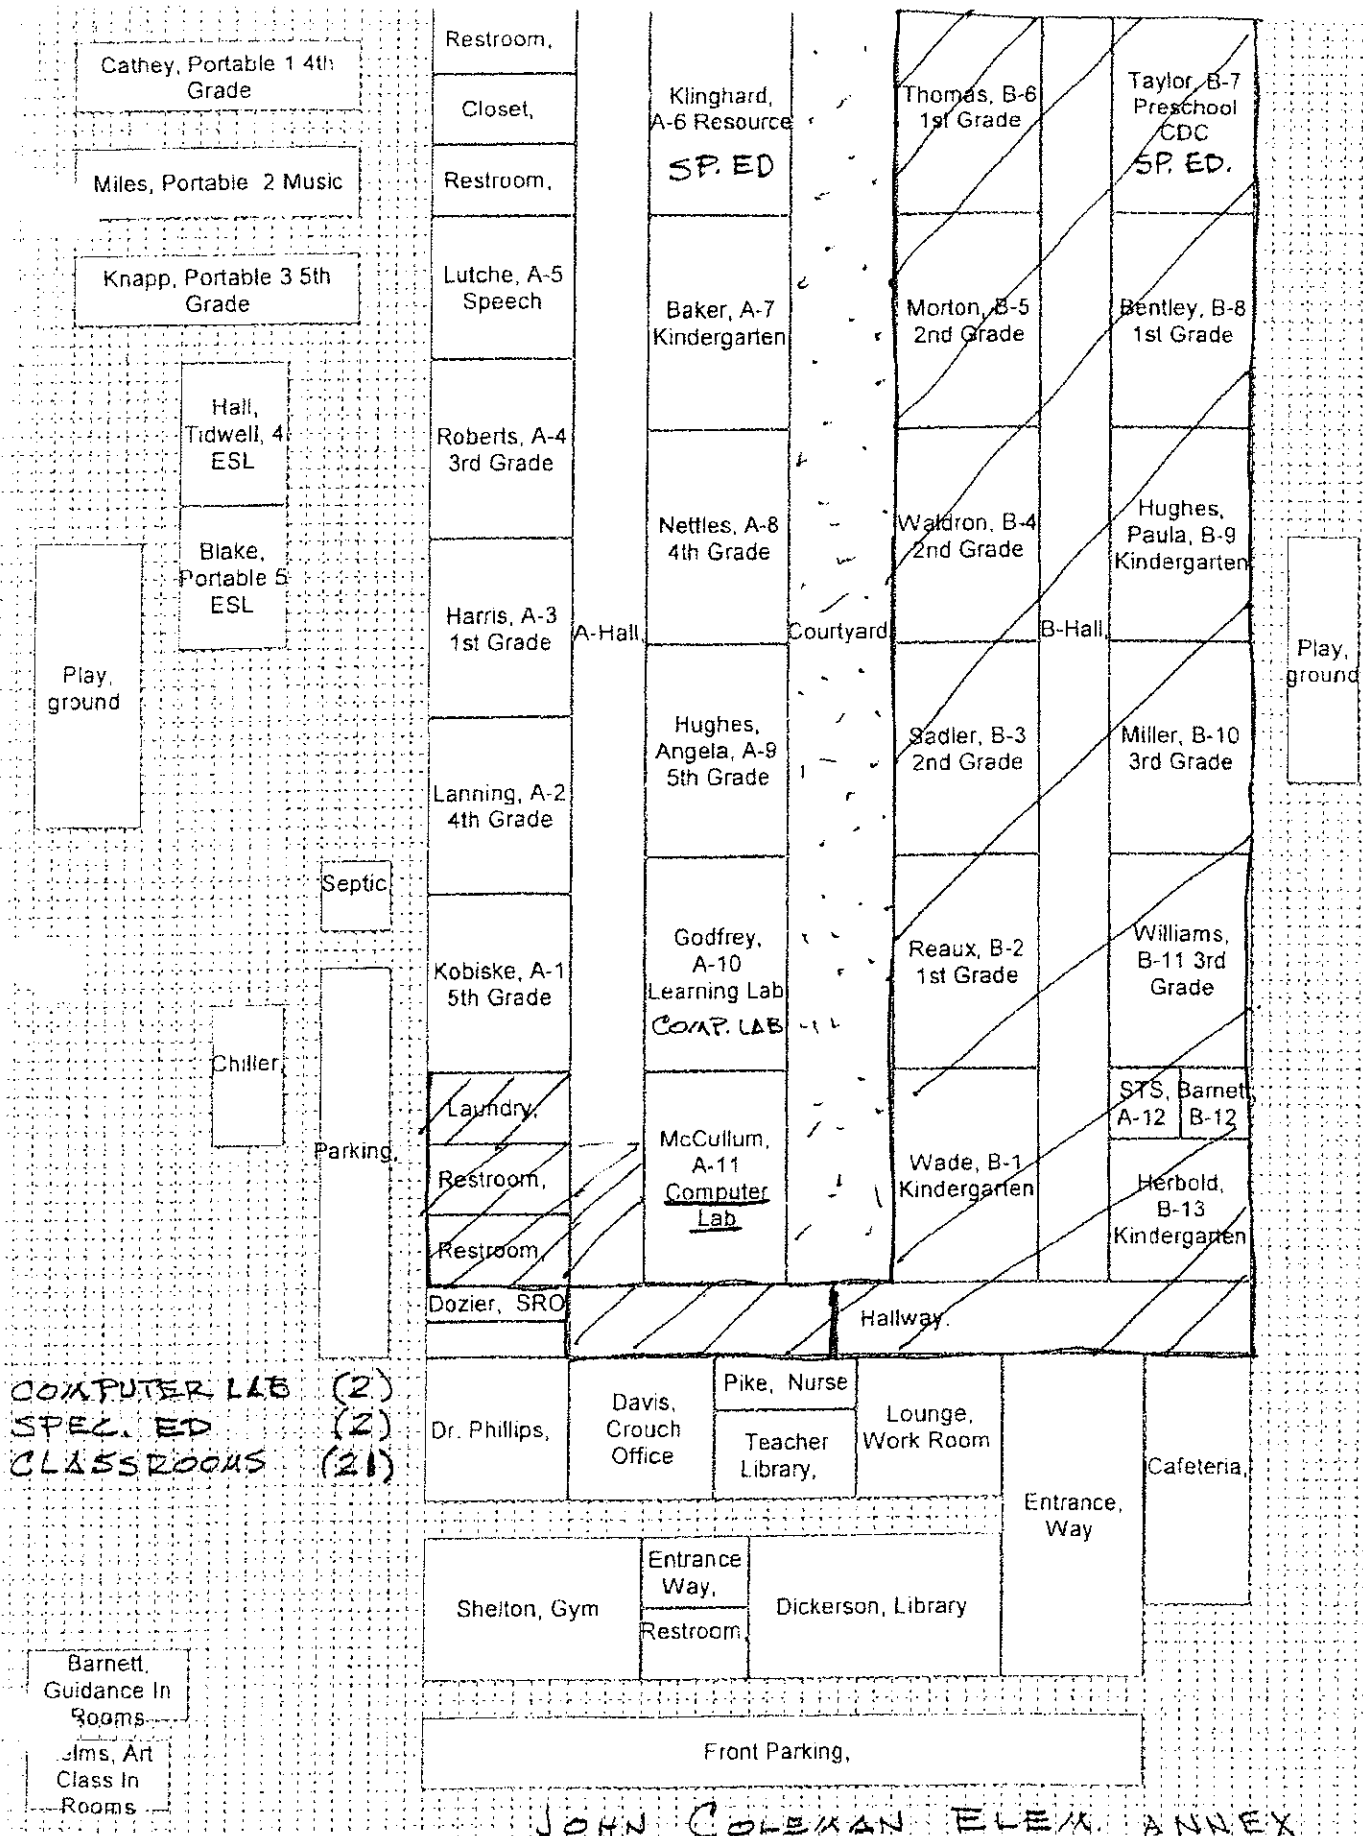 Cathey, Portable 1 4th
Grade
Miles, Portable 2 Music
Knapp, Portable 3 5th
Grade
Hall,
Tidwell, 4
ESL
Blake,
Portable 5
ESL
Play,
ground
Septic,
Chiller,
Parking,
Restroom,
Closet,
Restroom,
Lutche, A-5
Speech
Roberts, A-4
3rd Grade
Harris, A-3
1st Grade
Lanning, A-2
4th Grade
Kobiske, A-1
5th Grade
Laundry,
Restroom,
Restroom,
Dozier, SRO
A-Hall,
Klinghard,
A-6 Resource
SP. ED
Baker, A-7
Kindergarten
Nettles, A-8
4th Grade
Hughes,
Angela, A-9
5th Grade
Godfrey,
A-10
Learning Lab
COMP. LAB
McCullum,
A-11
Computer
Lab
Courtyard
Thomas, B-6
1st Grade
Morton, B-5
2nd Grade
Waldron, B-4
2nd Grade
Sadler, B-3
2nd Grade
Reaux, B-2
1st Grade
Wade, B-1
Kindergarten
B-Hall,
Taylor, B-7
Preschool
CDC
SP. ED.
Bentley, B-8
1st Grade
Hughes,
Paula, B-9
Kindergarten
Miller, B-10
3rd Grade
Williams,
B-11 3rd
Grade
STS,
A-12
Barnett,
B-12
Herbold,
B-13
Kindergarten
Play,
ground
Hallway,
COMPUTER LAB (2)
SPEC. ED (2)
CLASSROOMS (21)
Dr. Phillips,
Davis,
Crouch
Office
Pike, Nurse
Teacher
Library,
Lounge,
Work Room
Entrance,
Way
Cafeteria,
Shelton, Gym
Entrance
Way,
Restroom,
Dickerson, Library
Barnett,
Guidance In
Rooms
Art
Class In
Rooms
Front Parking,
JOHN COLEMAN ELEM. ANNEX